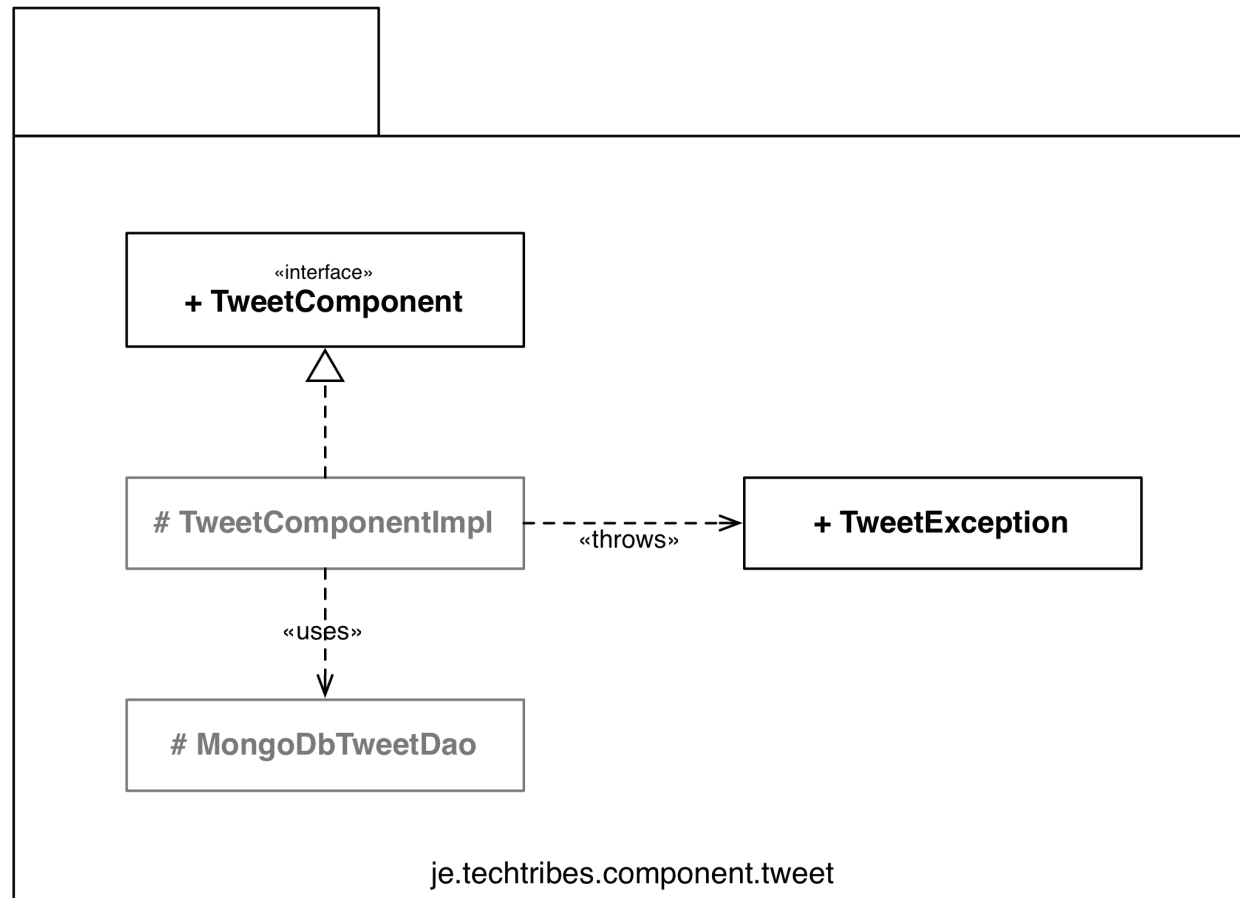 «interface»
+ TweetComponent
# TweetComponentImpl
«throws»
+ TweetException
«uses»
# MongoDbTweetDao
je.techtribes.component.tweet